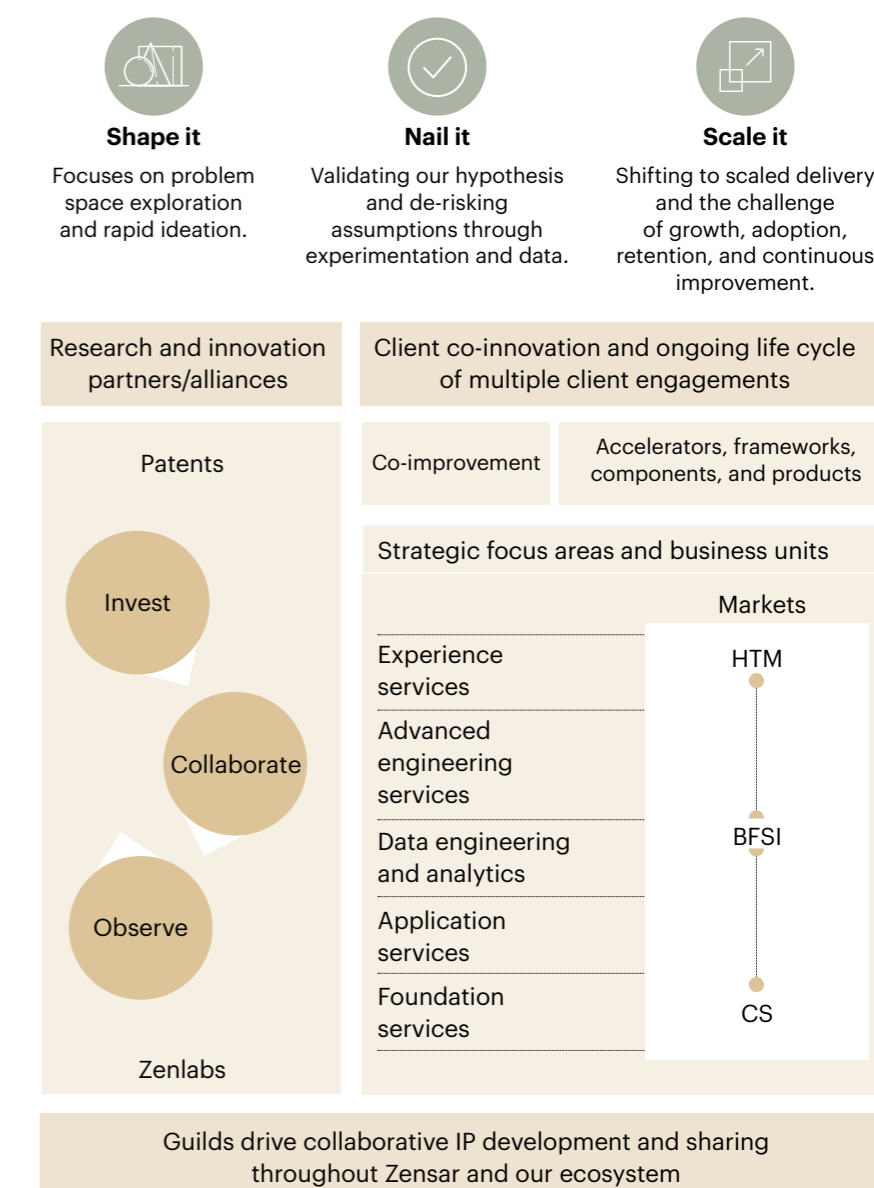 Shape it
Focuses on problem
space exploration
and rapid ideation.
Nail it
Validating our hypothesis
and de-risking
assumptions through
experimentation and data.
Scale it
Shifting to scaled delivery
and the challenge
of growth, adoption,
retention, and continuous
improvement.
Research and innovation
partners/alliances
Client co-innovation and ongoing life cycle
of multiple client engagements
Patents
Invest
Collaborate
Observe
Zenlabs
Co-improvement
Accelerators, frameworks,
components, and products
Strategic focus areas and business units
Markets
Experience
services
Advanced
engineering
services
Data engineering
and analytics
Application
services
Foundation
services
HTM
BFSI
CS
Guilds drive collaborative IP development and sharing
throughout Zensar and our ecosystem